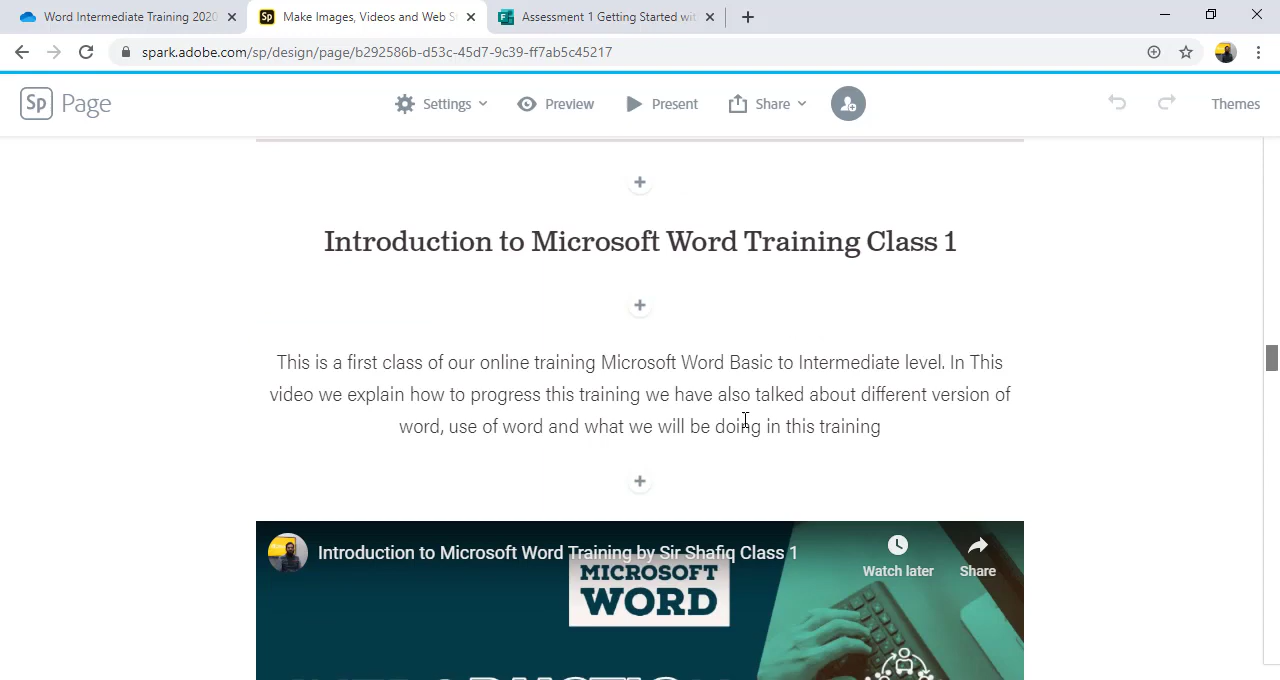 Word Intermediate Training 2020
Make Images, Videos and Web S
Assessment 1 Getting Started wit
spark.adobe.com/sp/design/page/b292586b-d53c-45d7-9c39-ff7ab5c45217
Sp Page
Settings
Preview
Present
Share
Themes
Introduction to Microsoft Word Training Class 1
This is a first class of our online training Microsoft Word Basic to Intermediate level. In This
video we explain how to progress this training we have also talked about different version of
word, use of word and what we will be doing in this training
Introduction to Microsoft Word Training by Sir Shafiq Class 1
Watch later
Share
MICROSOFT
WORD